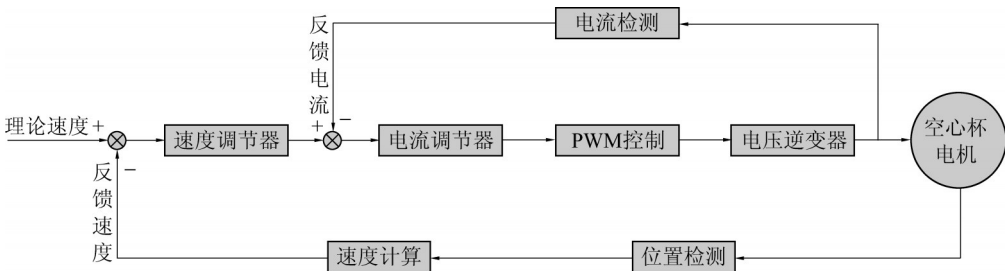 电流检测
反馈电流
−
理论速度+
速度调节器
+
电流调节器
PWM控制
电压逆变器
空心杯
电机
−
反馈速度
速度计算
位置检测